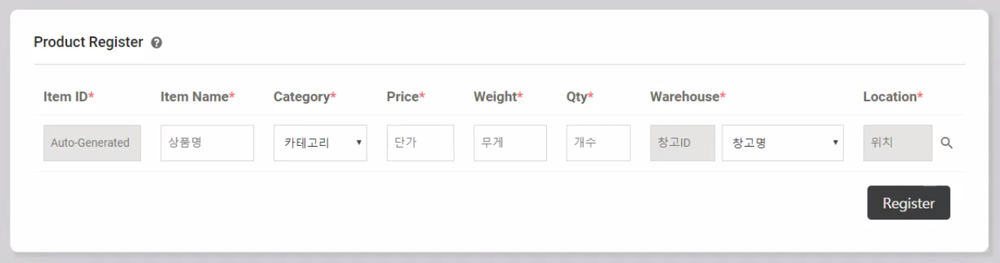 Product Register ?
Item ID* Item Name* Category* Price* Weight* Qty* Warehouse* Location*
Auto-Generated 상품명 카테고리 단가 무게 개수 창고ID 창고명 위치
Register